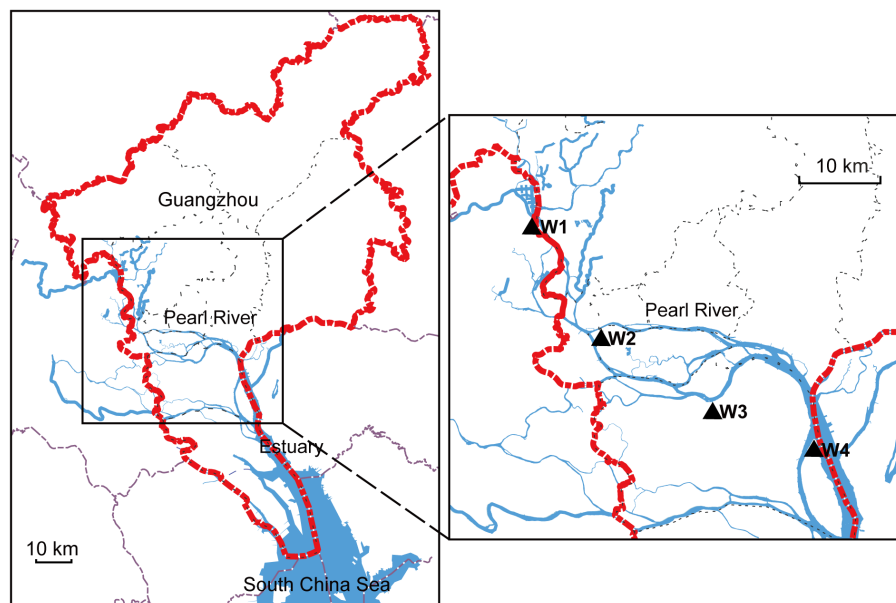 Guangzhou
Pearl River
Estuary
10 km
South China Sea
10 km
W1
Pearl River
W2
W3
W4